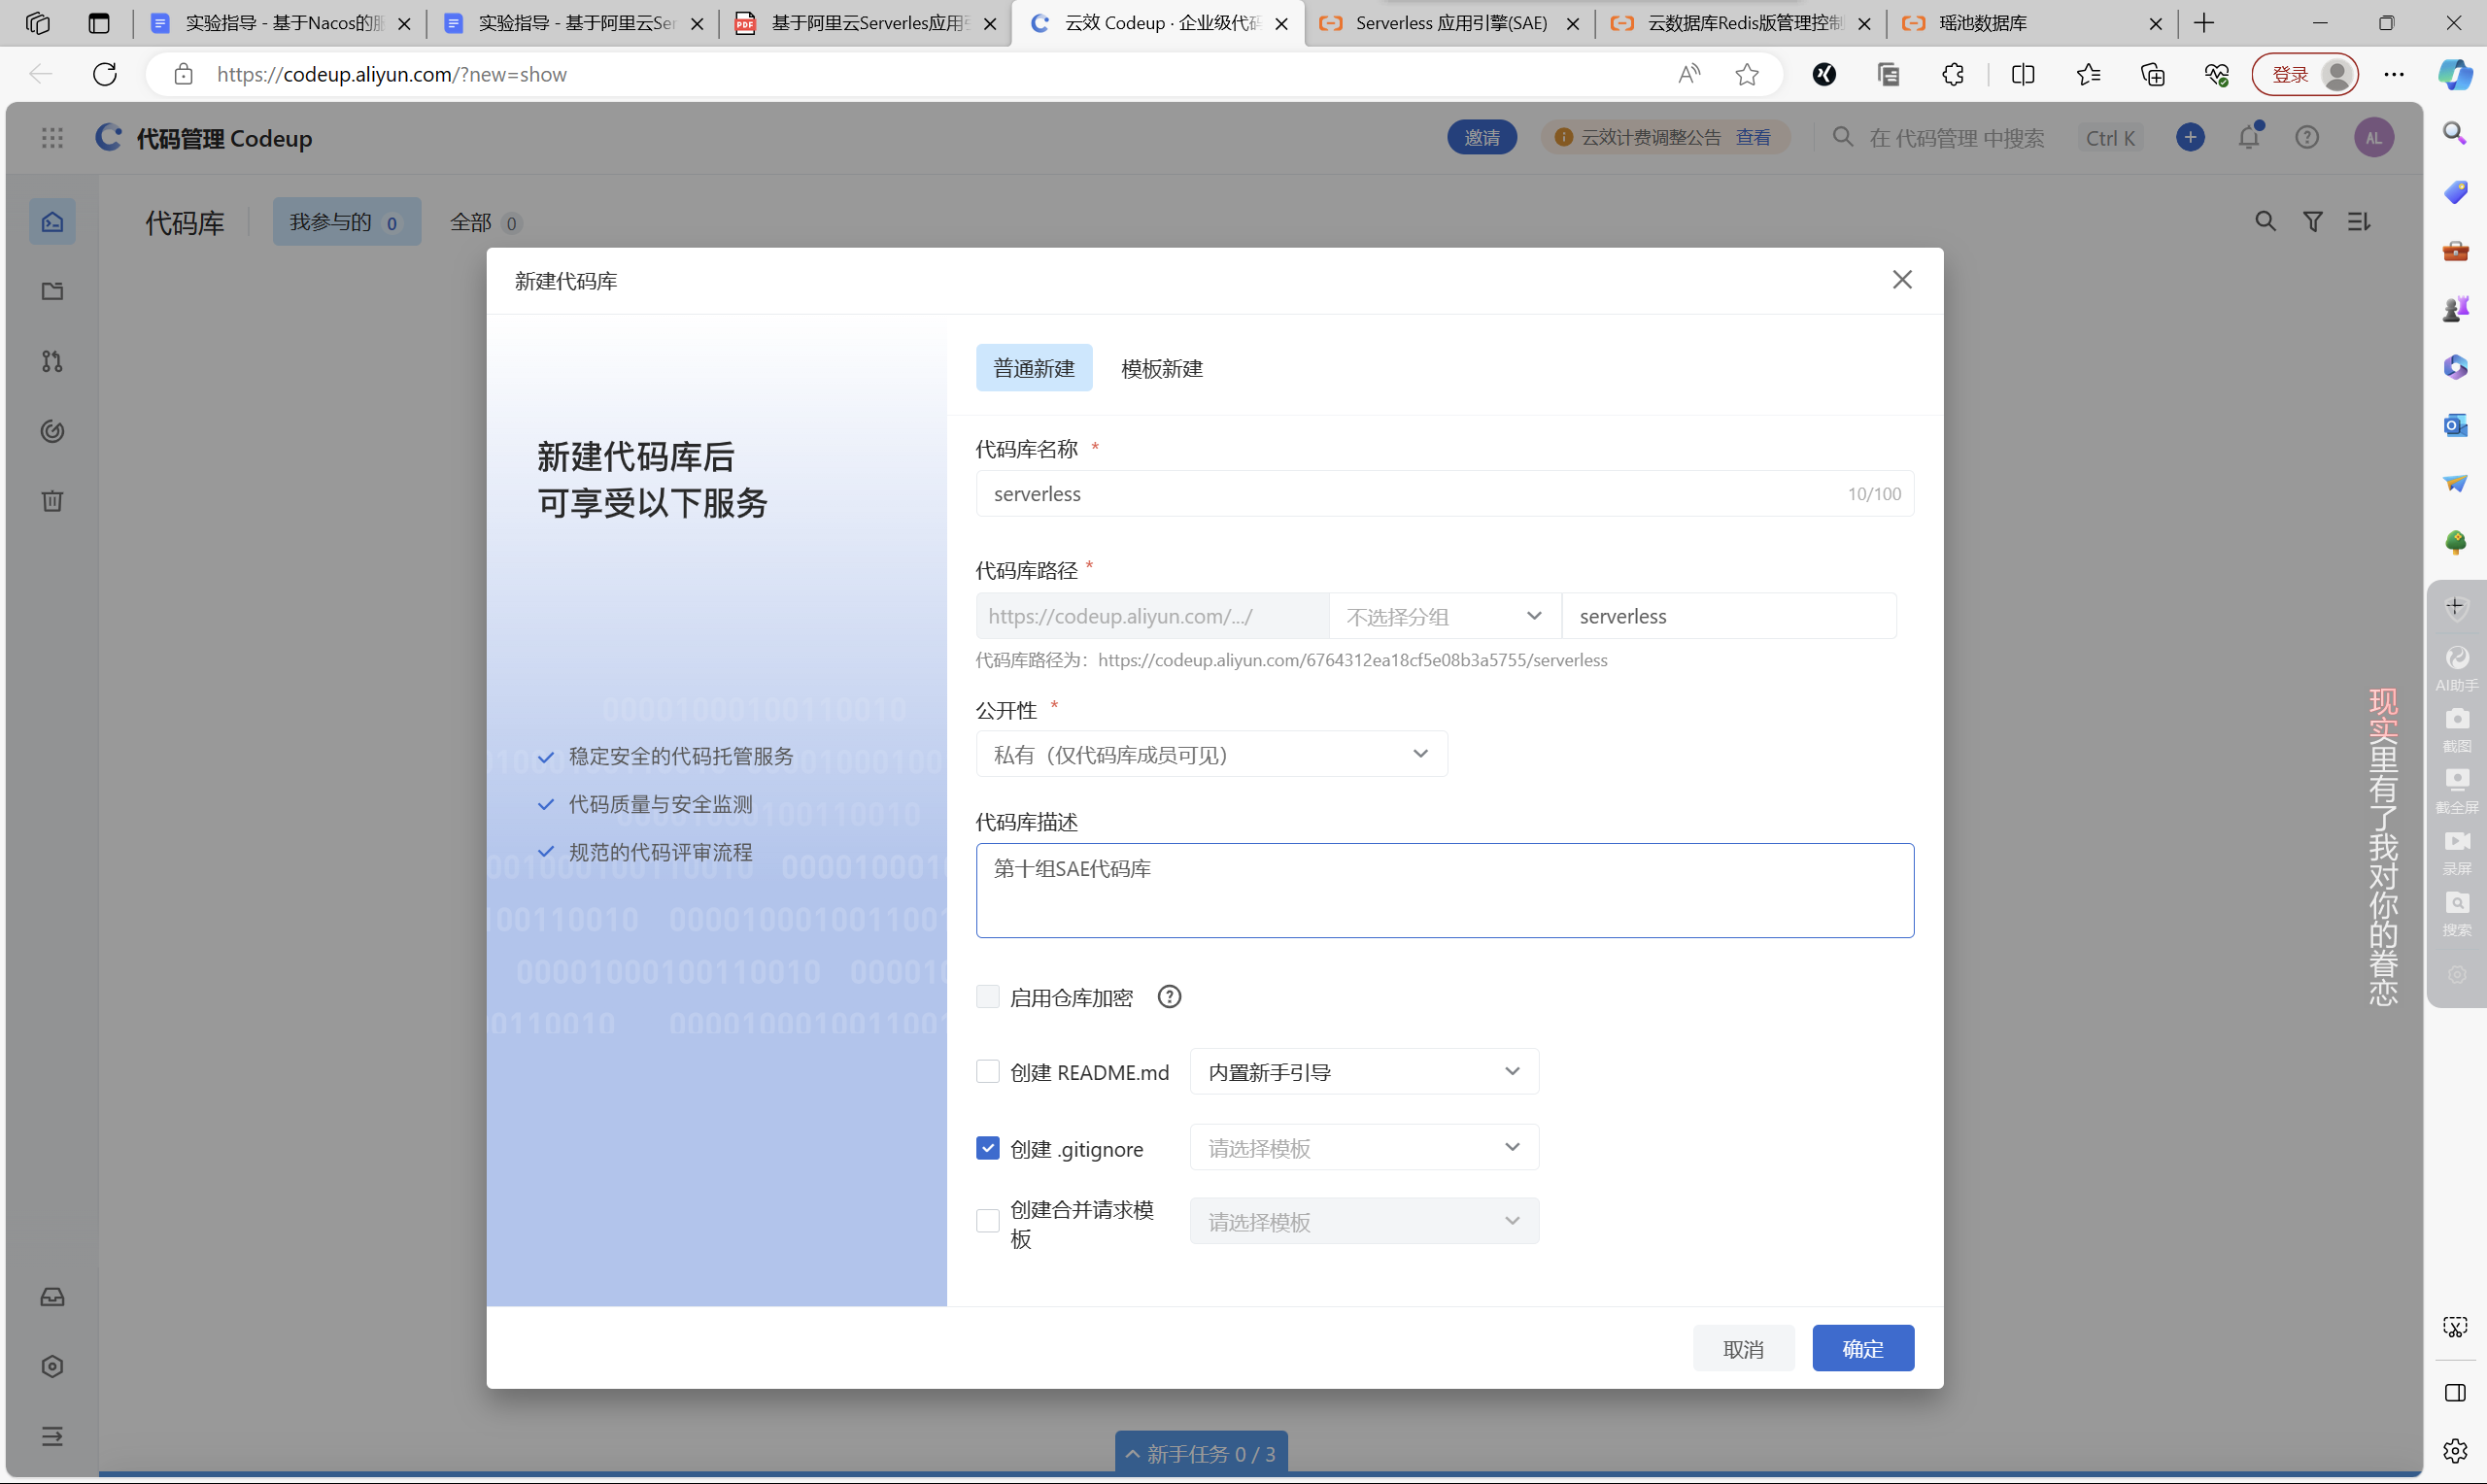 实验指导 - 基于Nacos的服
实验指导 - 基于阿里云Ser
基于阿里云Serverles应用引
云效 Codeup · 企业级代码
Serverless 应用引擎(SAE)
云数据库Redis版管理控制
瑶池数据库
https://codeup.aliyun.com/?new=show
登录
代码管理 Codeup
邀请
云效计费调整公告 查看
在 代码管理 中搜索
Ctrl K
AL
代码库
我参与的 0
全部 0
新建代码库
新建代码库后
可享受以下服务
稳定安全的代码托管服务
代码质量与安全监测
规范的代码评审流程
普通新建
模板新建
代码库名称 *
serverless
10/100
代码库路径 *
https://codeup.aliyun.com/.../
不选择分组
serverless
代码库路径为：https://codeup.aliyun.com/6764312ea18cf5e08b3a5755/serverless
公开性 *
私有（仅代码库成员可见）
代码库描述
第十组SAE代码库
启用仓库加密
创建 README.md
内置新手引导
创建 .gitignore
请选择模板
创建合并请求模
板
请选择模板
取消
确定
新手任务 0 / 3
现实里有了我对你的眷恋
AI助手
截图
截全屏
录屏
搜索